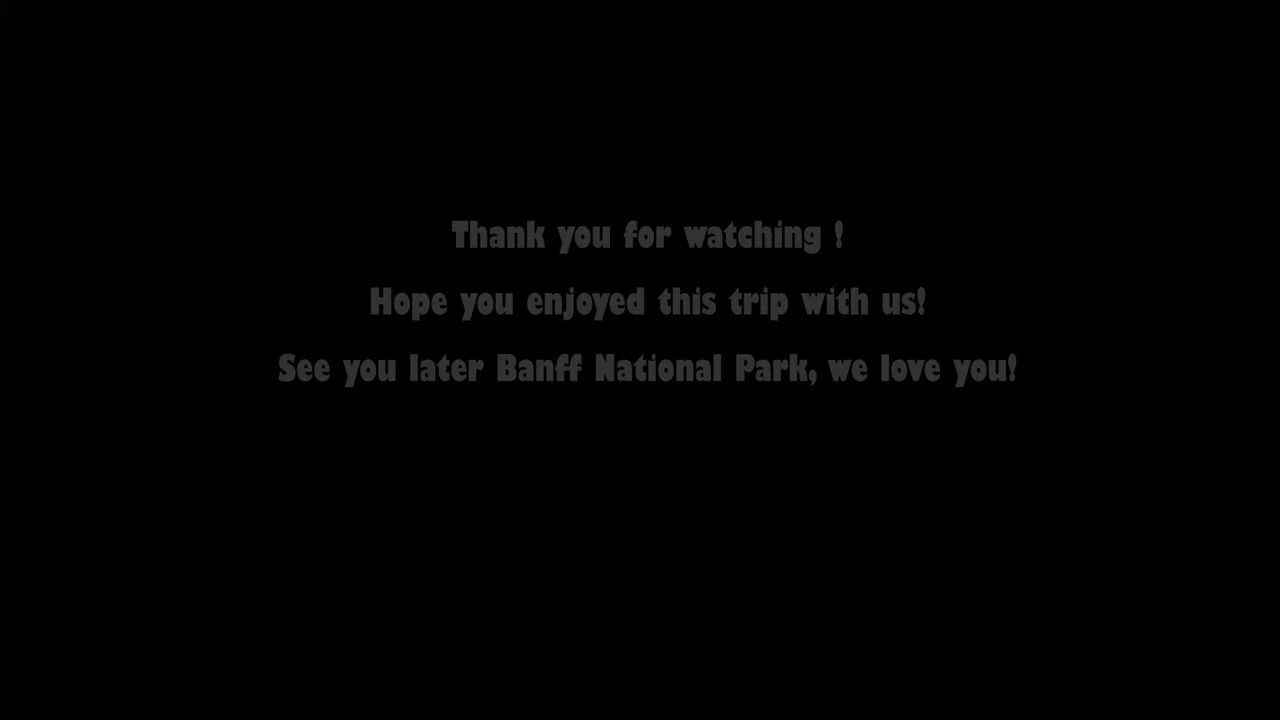 Thank you for watching !
Hope you enjoyed this trip with us!
See you later Banff National Park, we love you!